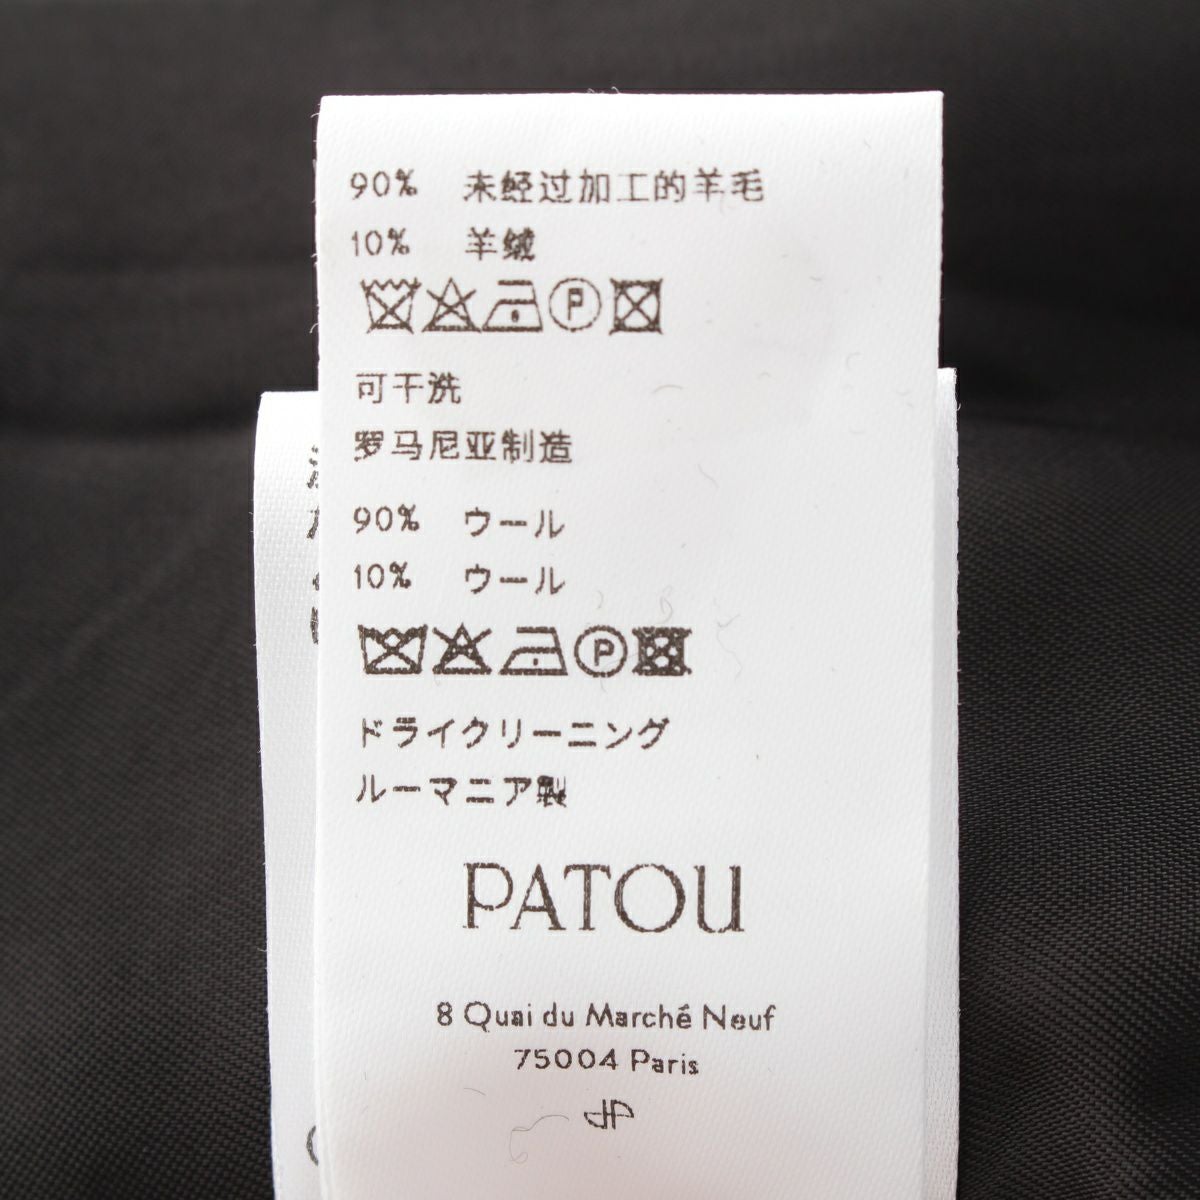 90% 未经过加工的羊毛
10% 羊绒
P
可干洗
罗马尼亚制造
90% ウール
10% ウール
P
ドライクリーニング
ルーマニア製
PATOU
8 Quai du Marché Neuf
75004 Paris
JP